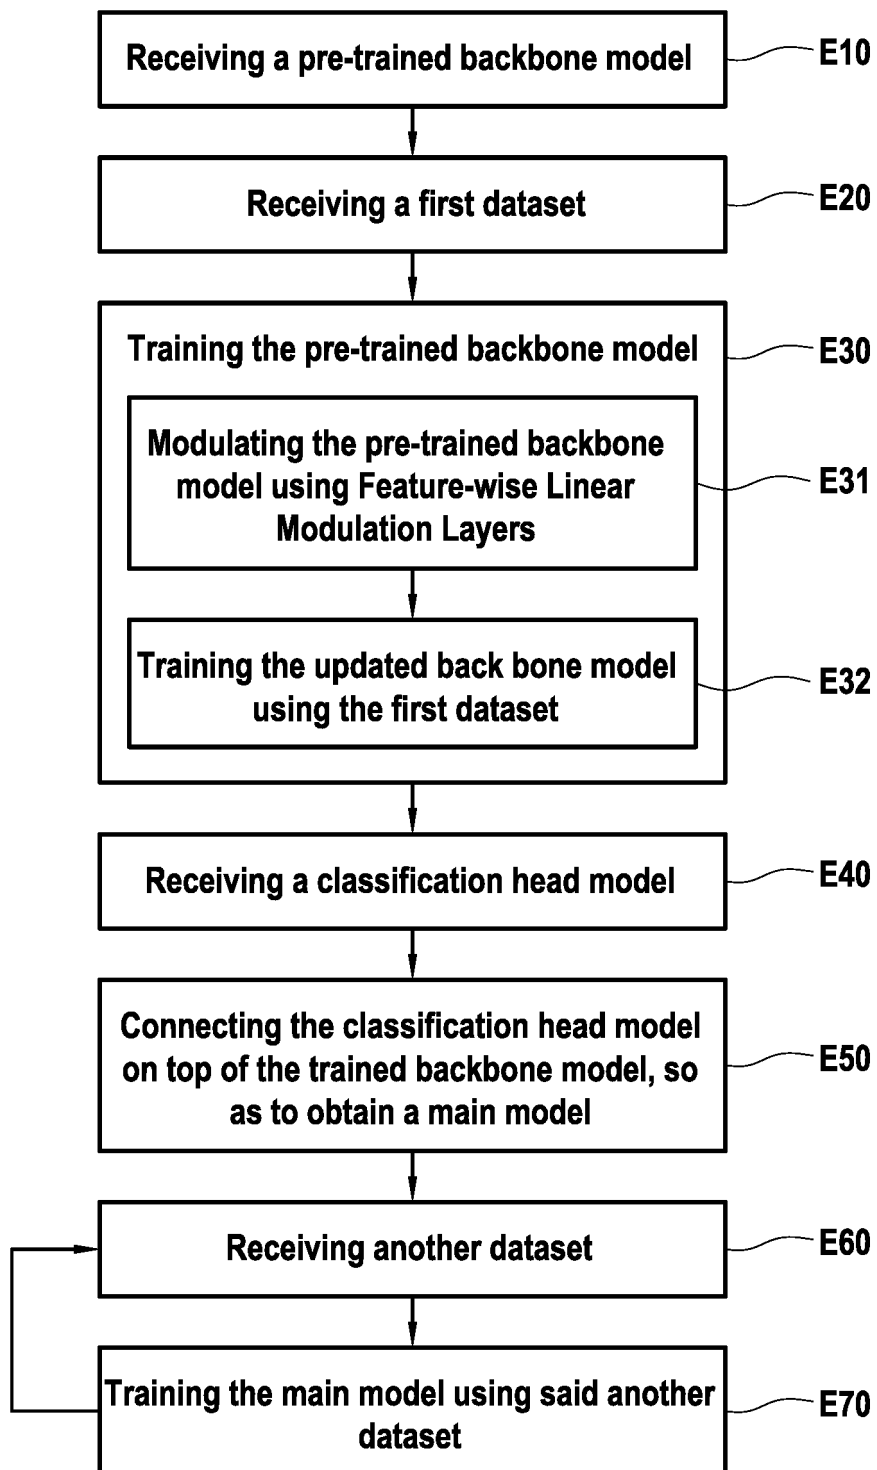 Receiving a pre-trained backbone model
E10
Receiving a first dataset
E20
Training the pre-trained backbone model
E30
Modulating the pre-trained backbone
model using Feature-wise Linear
Modulation Layers
E31
Training the updated back bone model
using the first dataset
E32
Receiving a classification head model
E40
Connecting the classification head model
on top of the trained backbone model, so
as to obtain a main model
E50
Receiving another dataset
E60
Training the main model using said another
dataset
E70